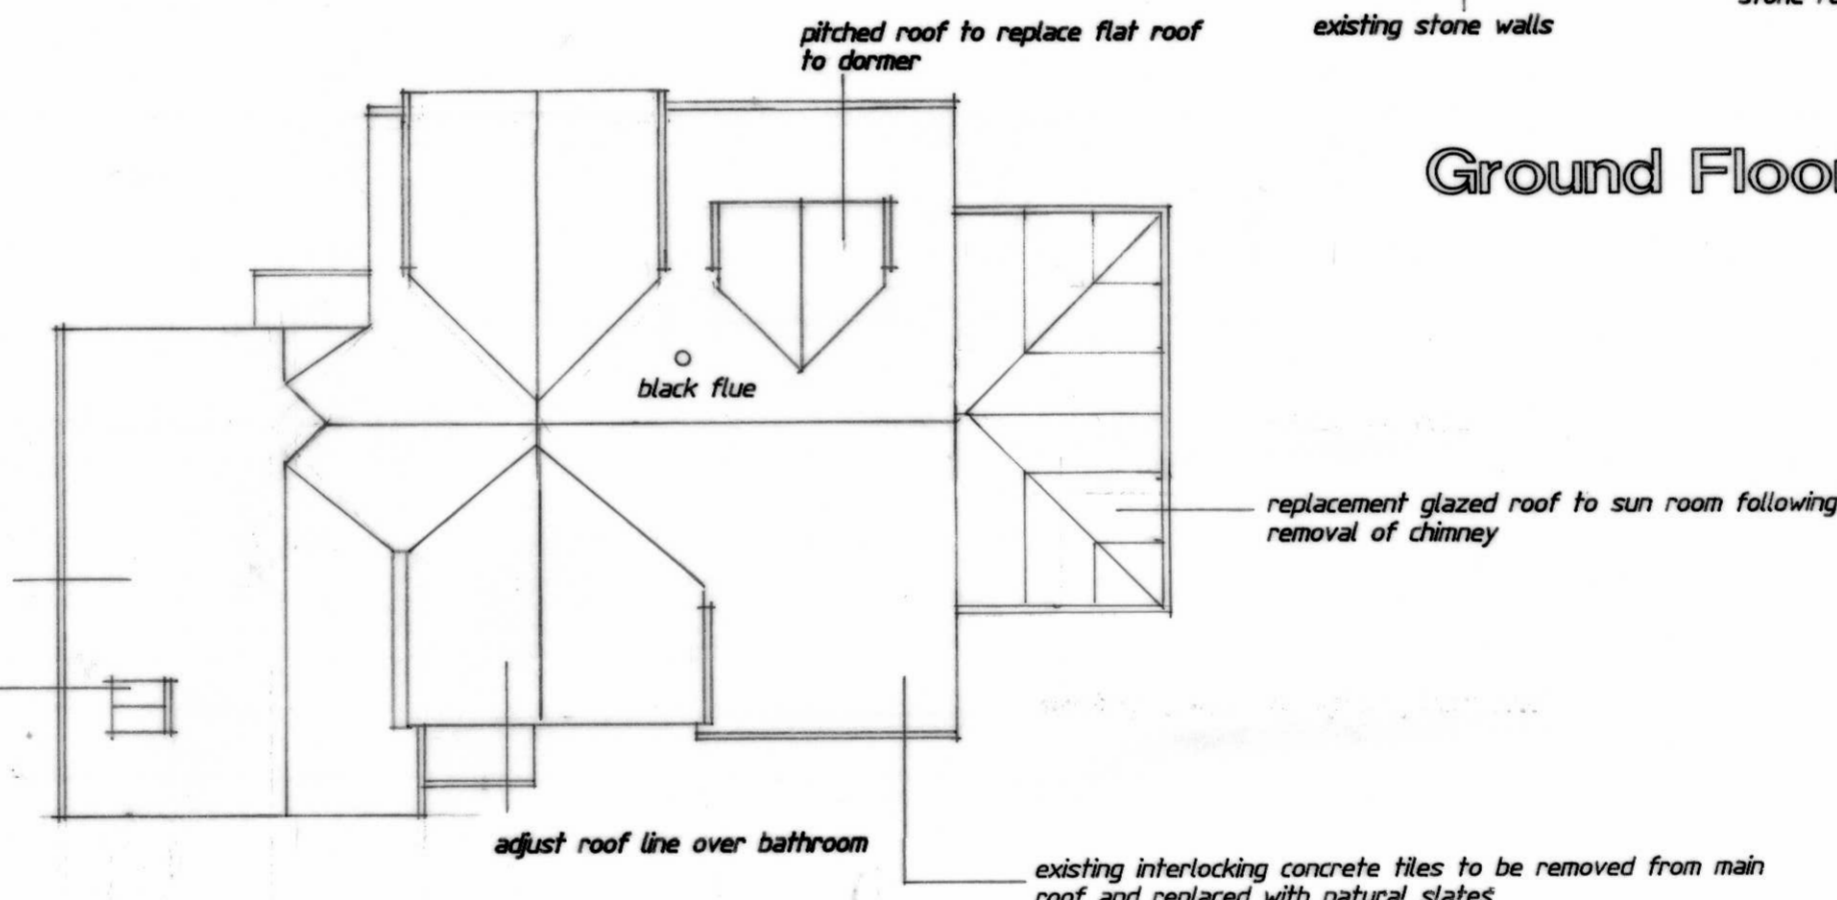 pitched roof to replace flat roof
to dormer
existing stone walls
stone
Ground Floor
black flue
replacement glazed roof to sun room following
removal of chimney
adjust roof line over bathroom
existing interlocking concrete tiles to be removed from main
roof and replaced with natural slates